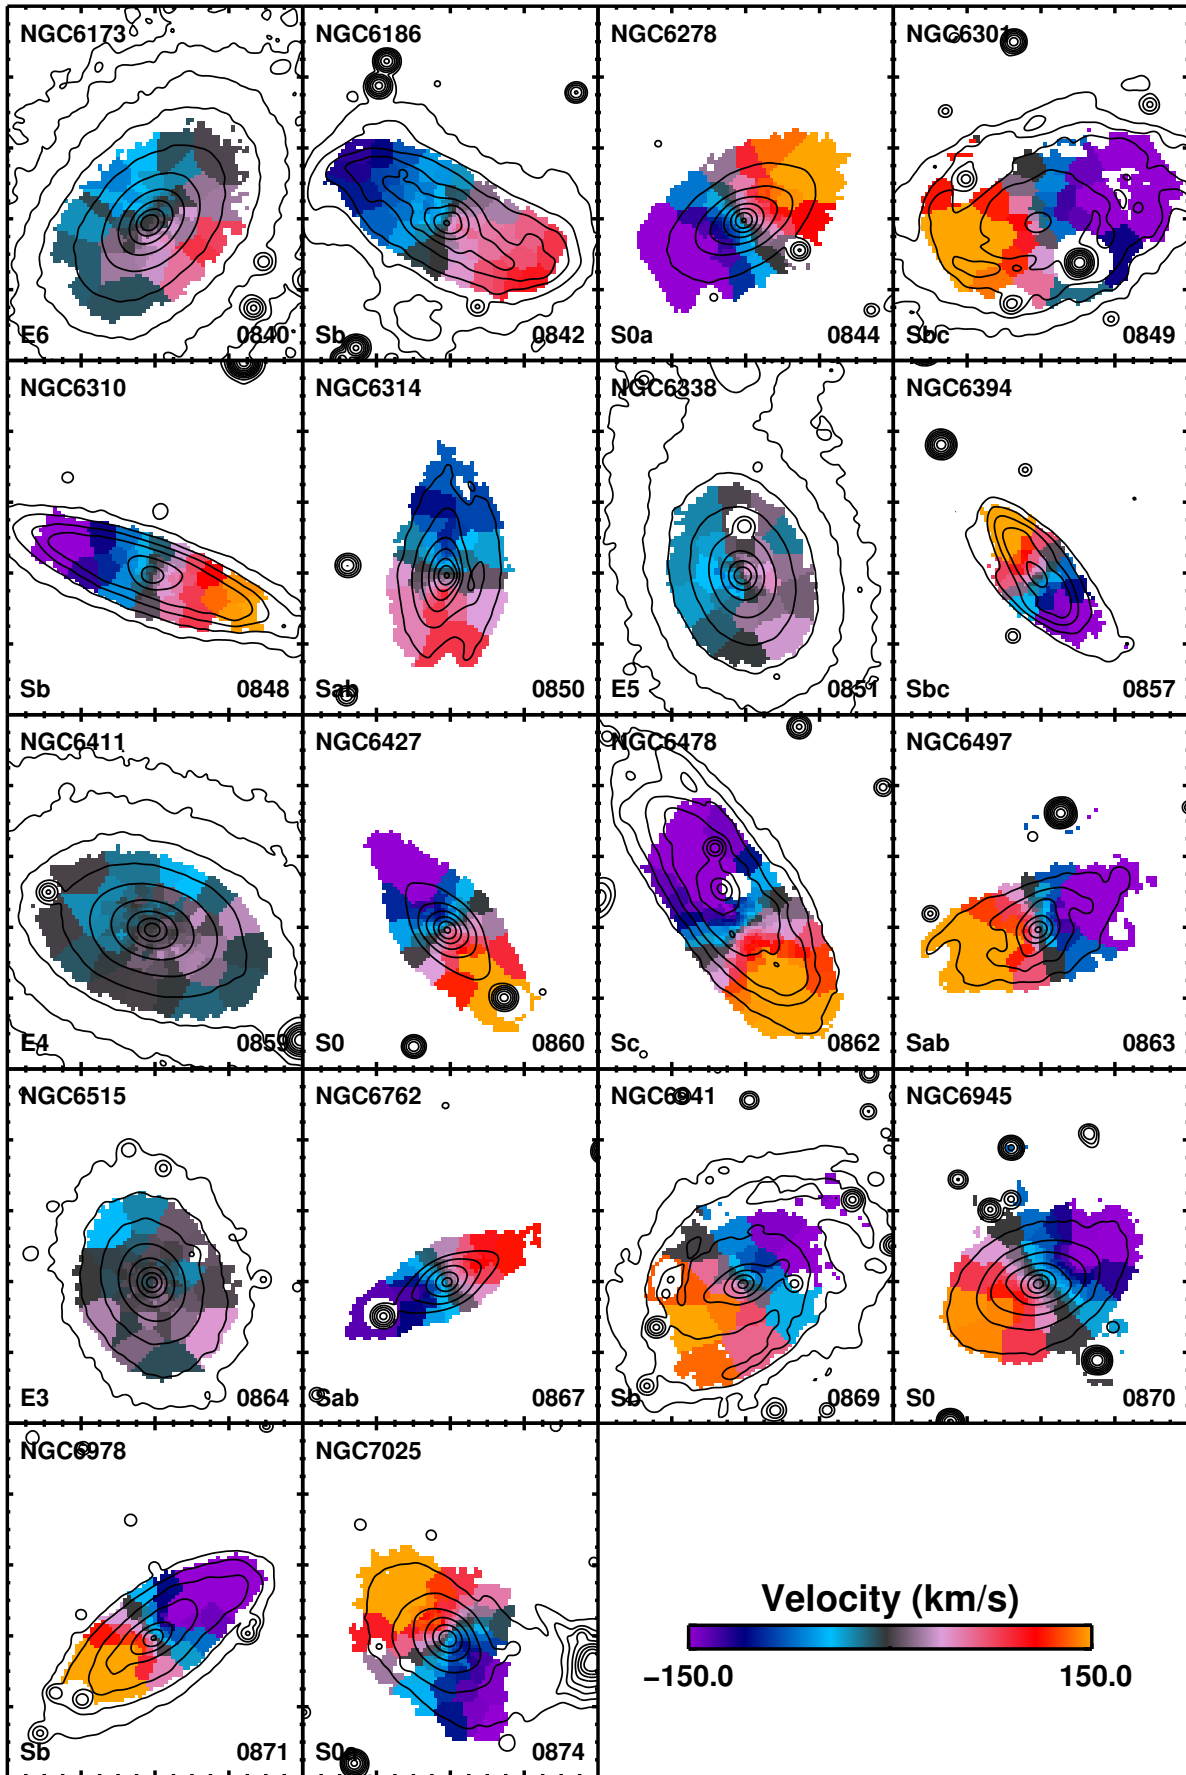 NGC6173 NGC6186 NGC6278 NGC6301
E6 0840 Sb 0842 S0a 0844 Sbc 0849
NGC6310 NGC6314 NGC6338 NGC6394
Sb 0848 Sab 0850 E5 0851 Sbc 0857
NGC6411 NGC6427 NGC6478 NGC6497
E4 0859 S0 0860 Sc 0862 Sab 0863
NGC6515 NGC6762 NGC6941 NGC6945
E3 0864 Sab 0867 Sb 0869 S0 0870
NGC6978 NGC7025
Sb 0871 S0a 0874
Velocity (km/s)
−150.0 150.0